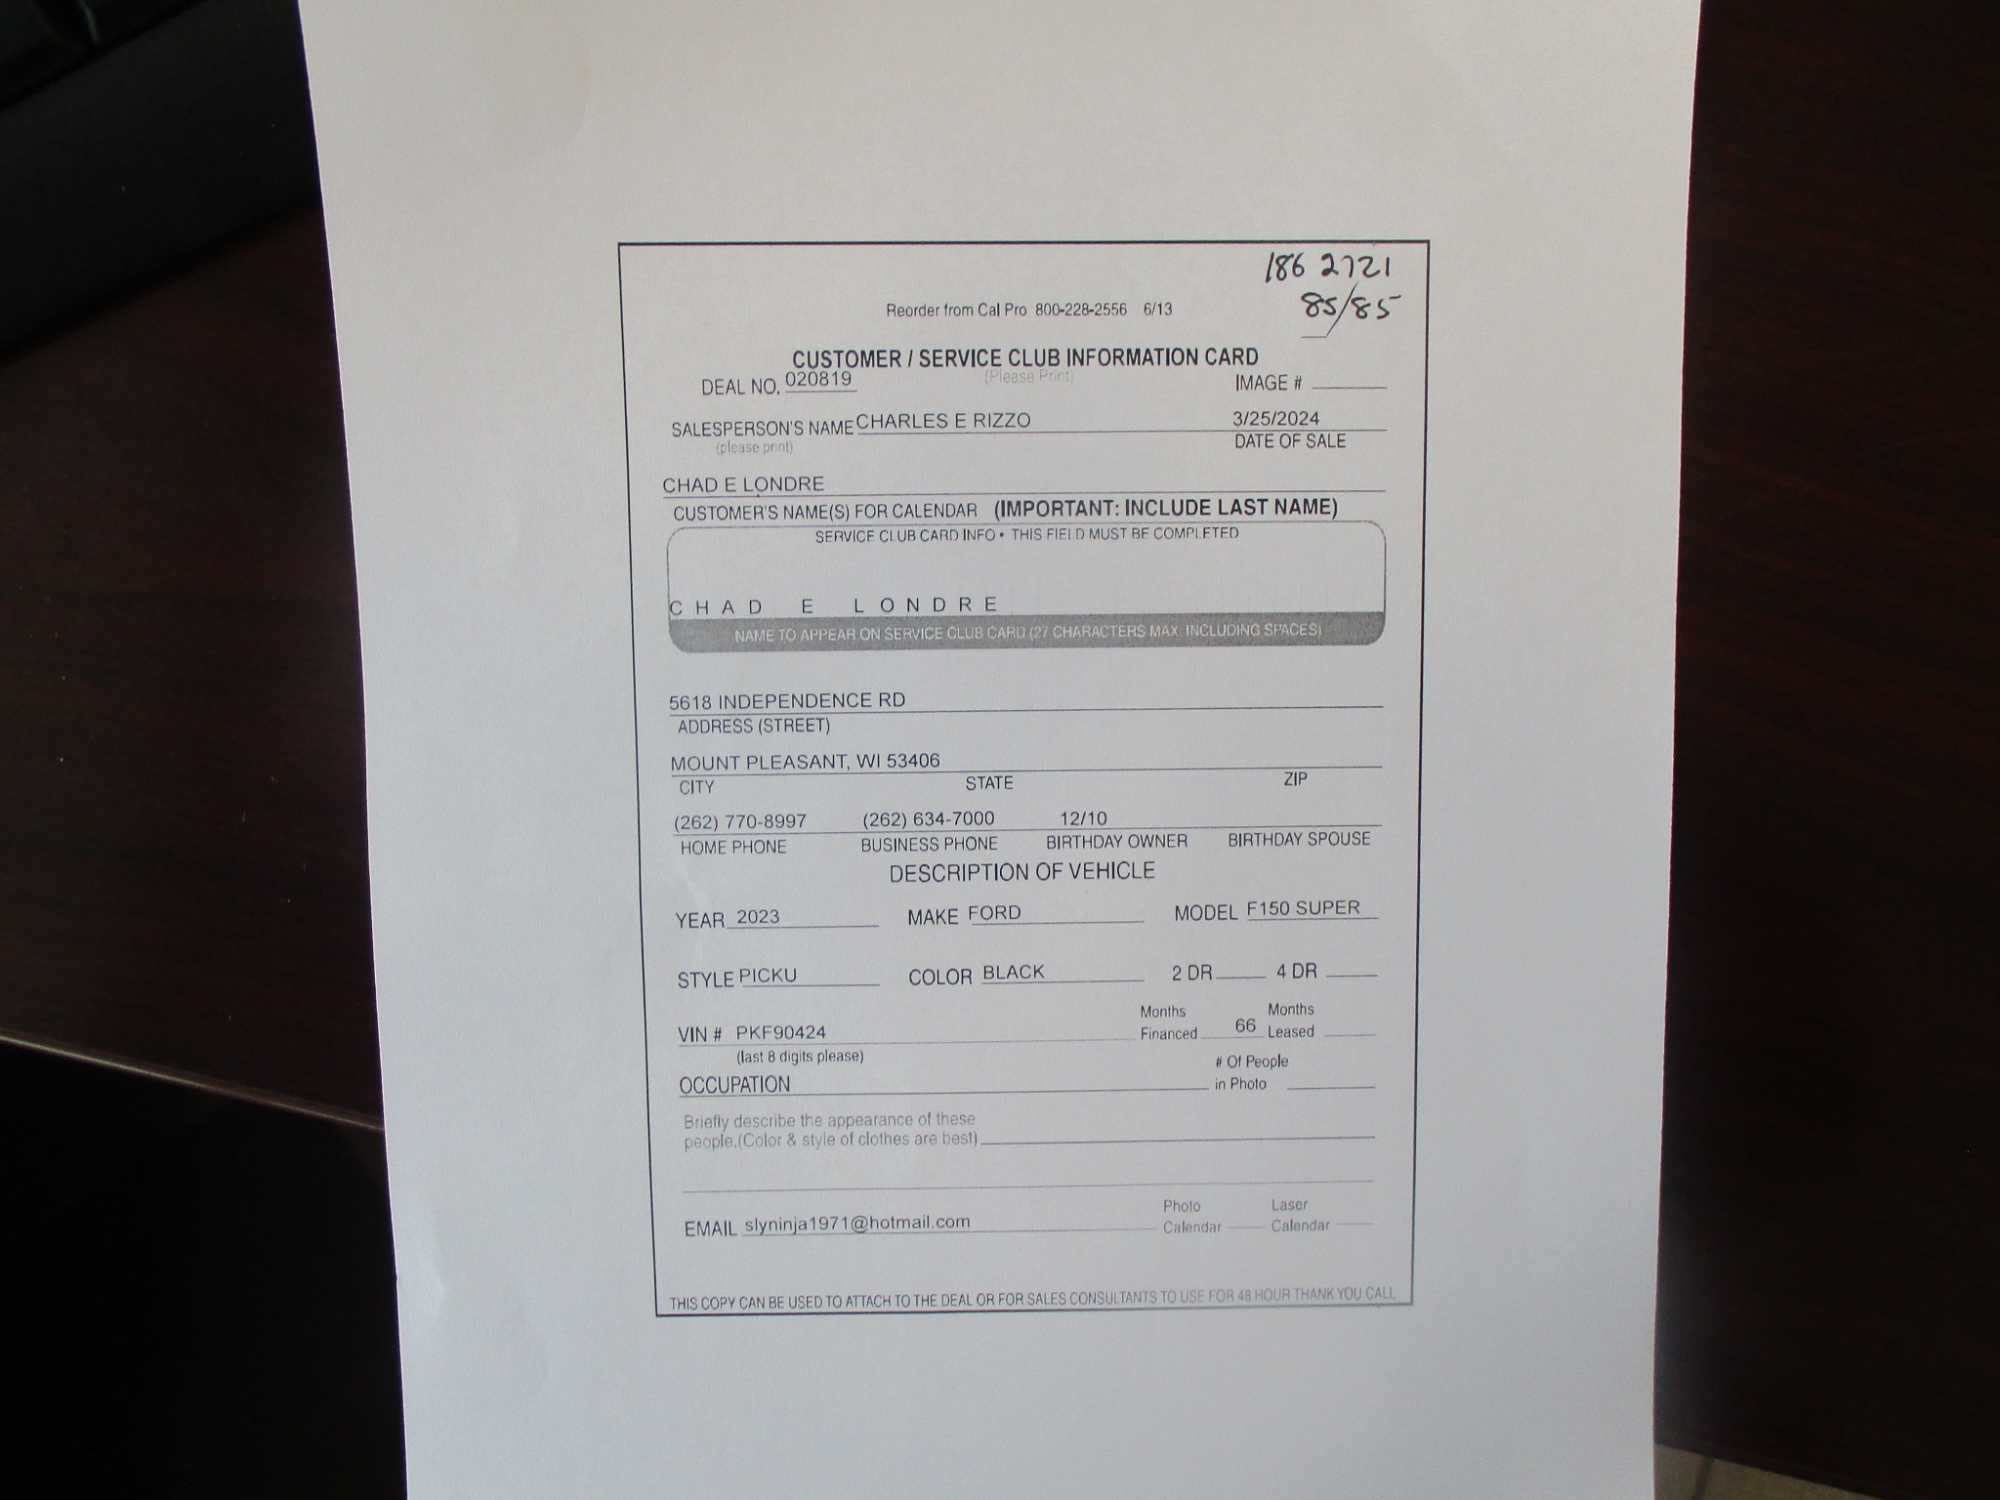 186 2721
85/85
Reorder from Cal Pro 800-228-2556 6/13
CUSTOMER / SERVICE CLUB INFORMATION CARD
(Please Print)
DEAL NO. 020819 IMAGE #
SALESPERSON'S NAME CHARLES E RIZZO 3/25/2024
(please print) DATE OF SALE
CHAD E LONDRE
CUSTOMER'S NAME(S) FOR CALENDAR (IMPORTANT: INCLUDE LAST NAME)
SERVICE CLUB CARD INFO • THIS FIELD MUST BE COMPLETED
CHAD E LONDRE
NAME TO APPEAR ON SERVICE CLUB CARD (27 CHARACTERS MAX. INCLUDING SPACES)
5618 INDEPENDENCE RD
ADDRESS (STREET)
MOUNT PLEASANT, WI 53406
CITY STATE ZIP
(262) 770-8997 (262) 634-7000 12/10
HOME PHONE BUSINESS PHONE BIRTHDAY OWNER BIRTHDAY SPOUSE
DESCRIPTION OF VEHICLE
YEAR 2023 MAKE FORD MODEL F150 SUPER
STYLE PICKU COLOR BLACK 2 DR 4 DR
Months Months
VIN # PKF90424 Financed 66 Leased
(last 8 digits please) # Of People
OCCUPATION in Photo
Briefly describe the appearance of these
people.(Color & style of clothes are best)
Photo Laser
EMAIL slyninja1971@hotmail.com Calendar Calendar
THIS COPY CAN BE USED TO ATTACH TO THE DEAL OR FOR SALES CONSULTANTS TO USE FOR 48 HOUR THANK YOU CALL